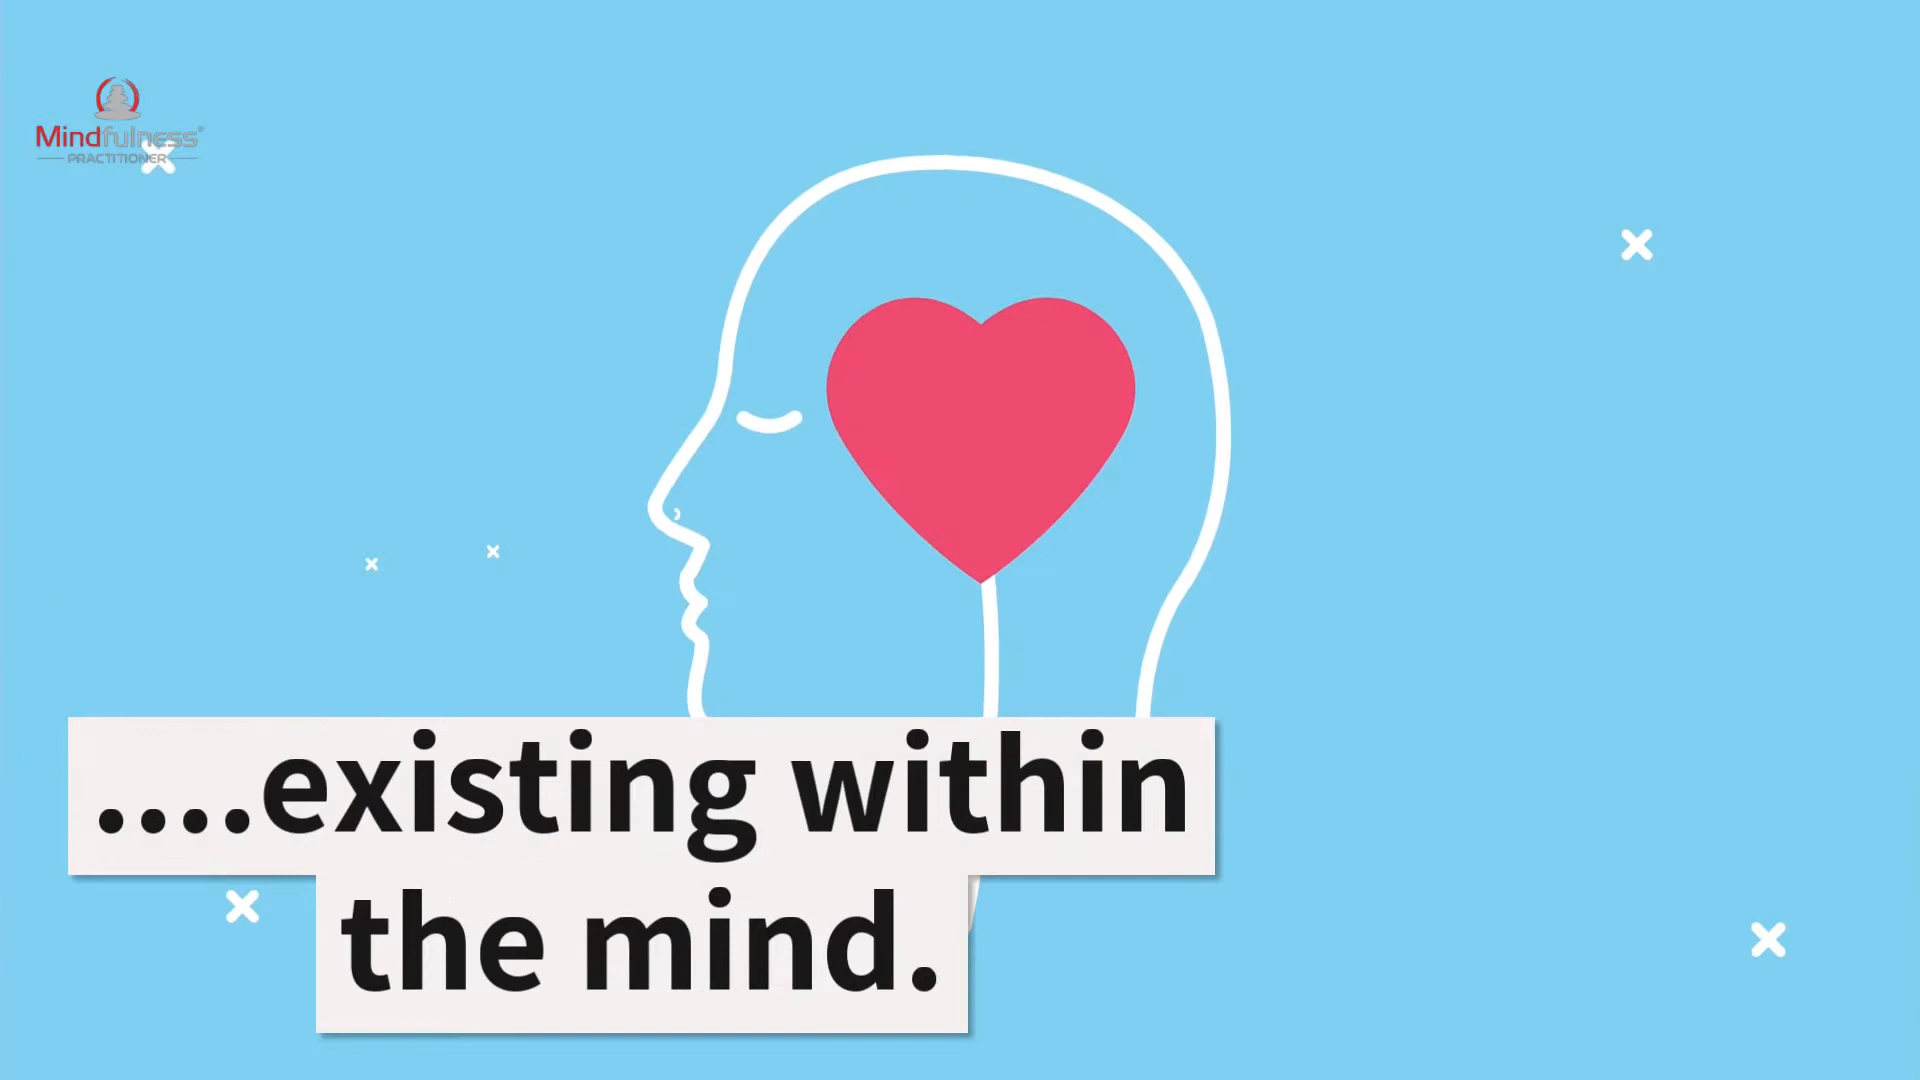 Mindfulness®
PRACTITIONER
....existing within
the mind.